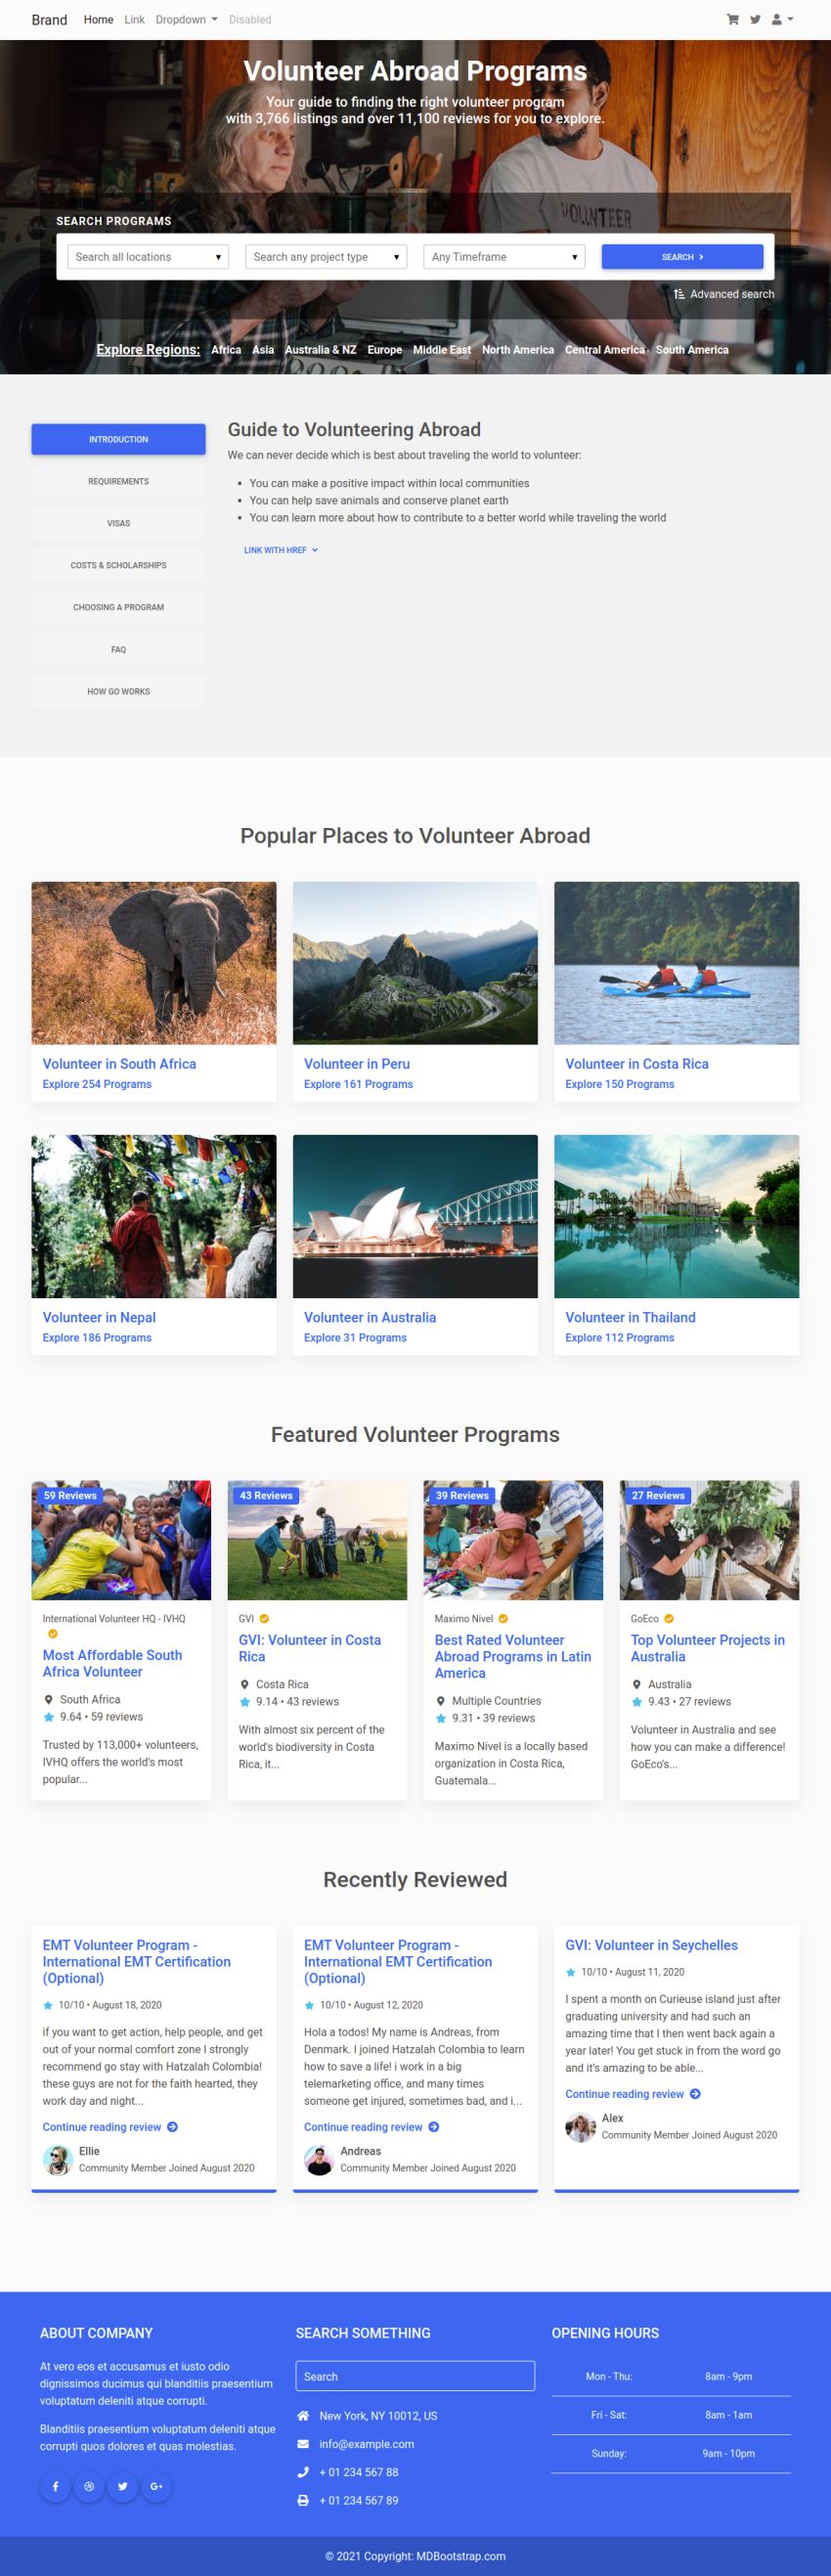 Brand Home Link Dropdown Disabled
Volunteer Abroad Programs
Your guide to finding the right volunteer program
with 3,766 listings and over 11,100 reviews for you to explore.
VOLUNTEER
SEARCH PROGRAMS
Search all locations Search any project type Any Timeframe SEARCH
Advanced search
Explore Regions: Africa Asia Australia & NZ Europe Middle East North America Central America South America
INTRODUCTION
REQUIREMENTS
VISAS
COSTS & SCHOLARSHIPS
CHOOSING A PROGRAM
FAQ
HOW GO WORKS
Guide to Volunteering Abroad
We can never decide which is best about traveling the world to volunteer:
• You can make a positive impact within local communities
• You can help save animals and conserve planet earth
• You can learn more about how to contribute to a better world while traveling the world
LINK WITH HREF
Popular Places to Volunteer Abroad
Volunteer in South Africa
Explore 254 Programs
Volunteer in Peru
Explore 161 Programs
Volunteer in Costa Rica
Explore 150 Programs
Volunteer in Nepal
Explore 186 Programs
Volunteer in Australia
Explore 31 Programs
Volunteer in Thailand
Explore 112 Programs
Featured Volunteer Programs
59 Reviews
International Volunteer HQ - IVHQ
Most Affordable South
Africa Volunteer
South Africa
9.64 • 59 reviews
Trusted by 113,000+ volunteers,
IVHQ offers the world's most
popular...
43 Reviews
GVI
GVI: Volunteer in Costa
Rica
Costa Rica
9.14 • 43 reviews
With almost six percent of the
world's biodiversity in Costa
Rica, it...
39 Reviews
Maximo Nivel
Best Rated Volunteer
Abroad Programs in Latin
America
Multiple Countries
9.31 • 39 reviews
Maximo Nivel is a locally based
organization in Costa Rica,
Guatemala...
27 Reviews
GoEco
Top Volunteer Projects in
Australia
Australia
9.43 • 27 reviews
Volunteer in Australia and see
how you can make a difference!
GoEco's...
Recently Reviewed
EMT Volunteer Program -
International EMT Certification
(Optional)
10/10 • August 18, 2020
if you want to get action, help people, and get
out of your normal comfort zone I strongly
recommend go stay with Hatzalah Colombia!
these guys are not for the faith hearted, they
work day and night...
Continue reading review
Ellie
Community Member Joined August 2020
EMT Volunteer Program -
International EMT Certification
(Optional)
10/10 • August 12, 2020
Hola a todos! My name is Andreas, from
Denmark. I joined Hatzalah Colombia to learn
how to save a life! i work in a big
telemarketing office, and many times
someone get injured, sometimes bad, and i...
Continue reading review
Andreas
Community Member Joined August 2020
GVI: Volunteer in Seychelles
10/10 • August 11, 2020
I spent a month on Curieuse island just after
graduating university and had such an
amazing time that I then went back again a
year later! You get stuck in from the word go
and it's amazing to be able...
Continue reading review
Alex
Community Member Joined August 2020
ABOUT COMPANY
At vero eos et accusamus et iusto odio
dignissimos ducimus qui blanditiis praesentium
voluptatum deleniti atque corrupti.
Blanditiis praesentium voluptatum deleniti atque
corrupti quos dolores et quas molestias.
SEARCH SOMETHING
Search
New York, NY 10012, US
info@example.com
+ 01 234 567 88
+ 01 234 567 89
OPENING HOURS
Mon - Thu: 8am - 9pm
Fri - Sat: 8am - 1am
Sunday: 9am - 10pm
© 2021 Copyright: MDBootstrap.com